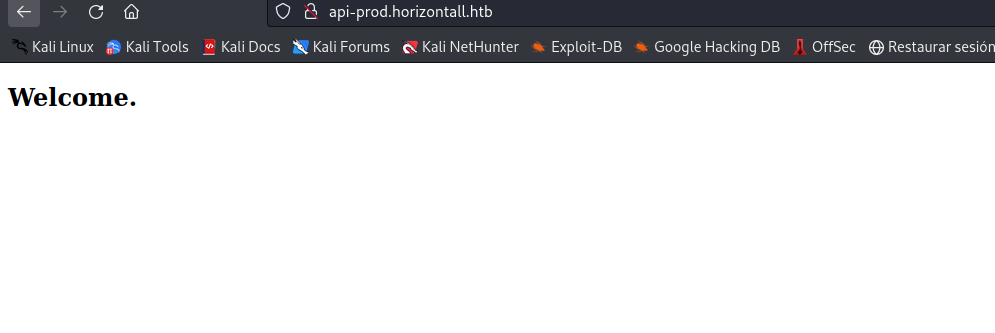 api-prod.horizontall.htb
Kali Linux Kali Tools Kali Docs Kali Forums Kali NetHunter Exploit-DB Google Hacking DB OffSec Restaurar sesión
Welcome.